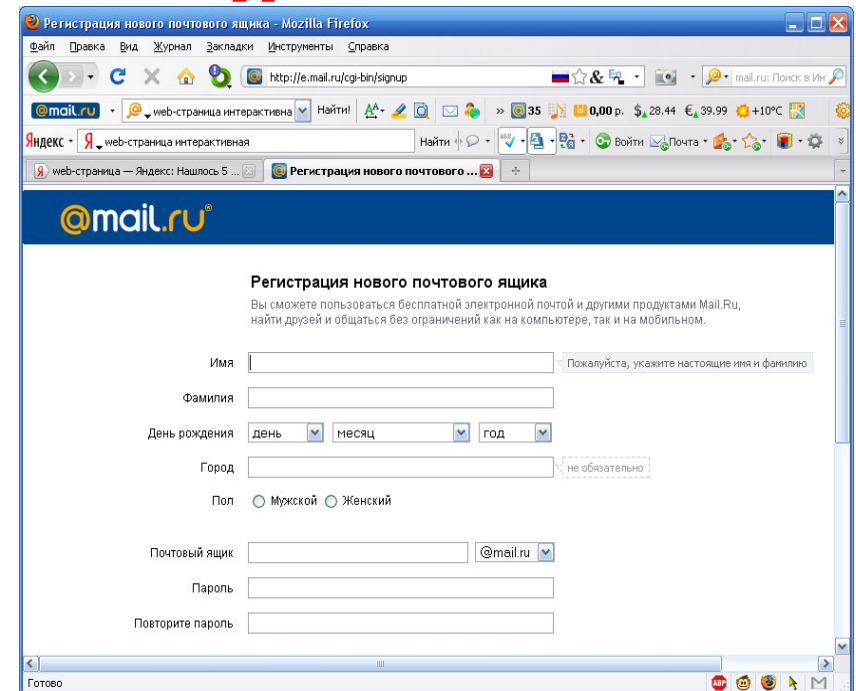 Регистрация нового почтового ящика - Mozilla Firefox
Файл Правка Вид Журнал Закладки Инструменты Справка
http://e.mail.ru/cgi-bin/signup mail.ru: Поиск в Ин
@mail.ru web-страница интерактивна Найти! » 35 0,00 р. $ 28.44 € 39.99 +10°C
Яндекс web-страница интерактивная Найти Войти Почта
web-страница — Яндекс: Нашлось 5 ... Регистрация нового почтового ...
@mail.ru®
Регистрация нового почтового ящика
Вы сможете пользоваться бесплатной электронной почтой и другими продуктами Mail.Ru,
найти друзей и общаться без ограничений как на компьютере, так и на мобильном.
Имя Пожалуйста, укажите настоящие имя и фамилию
Фамилия
День рождения день месяц год
Город не обязательно
Пол Мужской Женский
Почтовый ящик @mail.ru
Пароль
Повторите пароль
Готово ABP